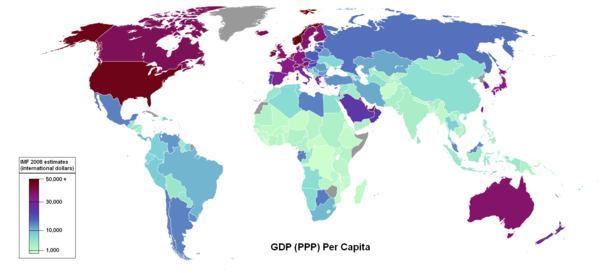 IMF 2008 estimates
(international dollars)
50,000 +
30,000
10,000
1,000
GDP (PPP) Per Capita